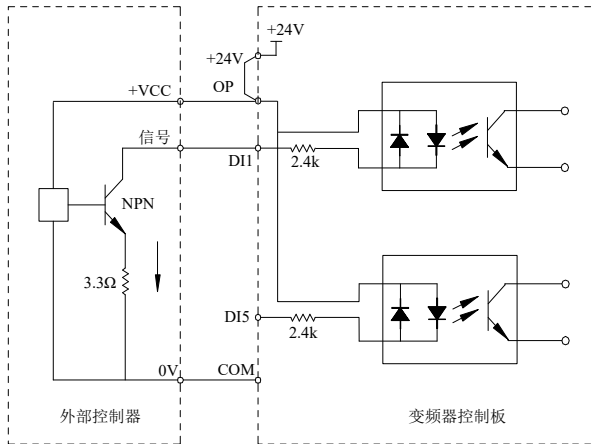 +24V
+24V
+VCC
OP
信号
DI1
2.4k
NPN
3.3Ω
DI5
2.4k
0V
COM
外部控制器
变频器控制板